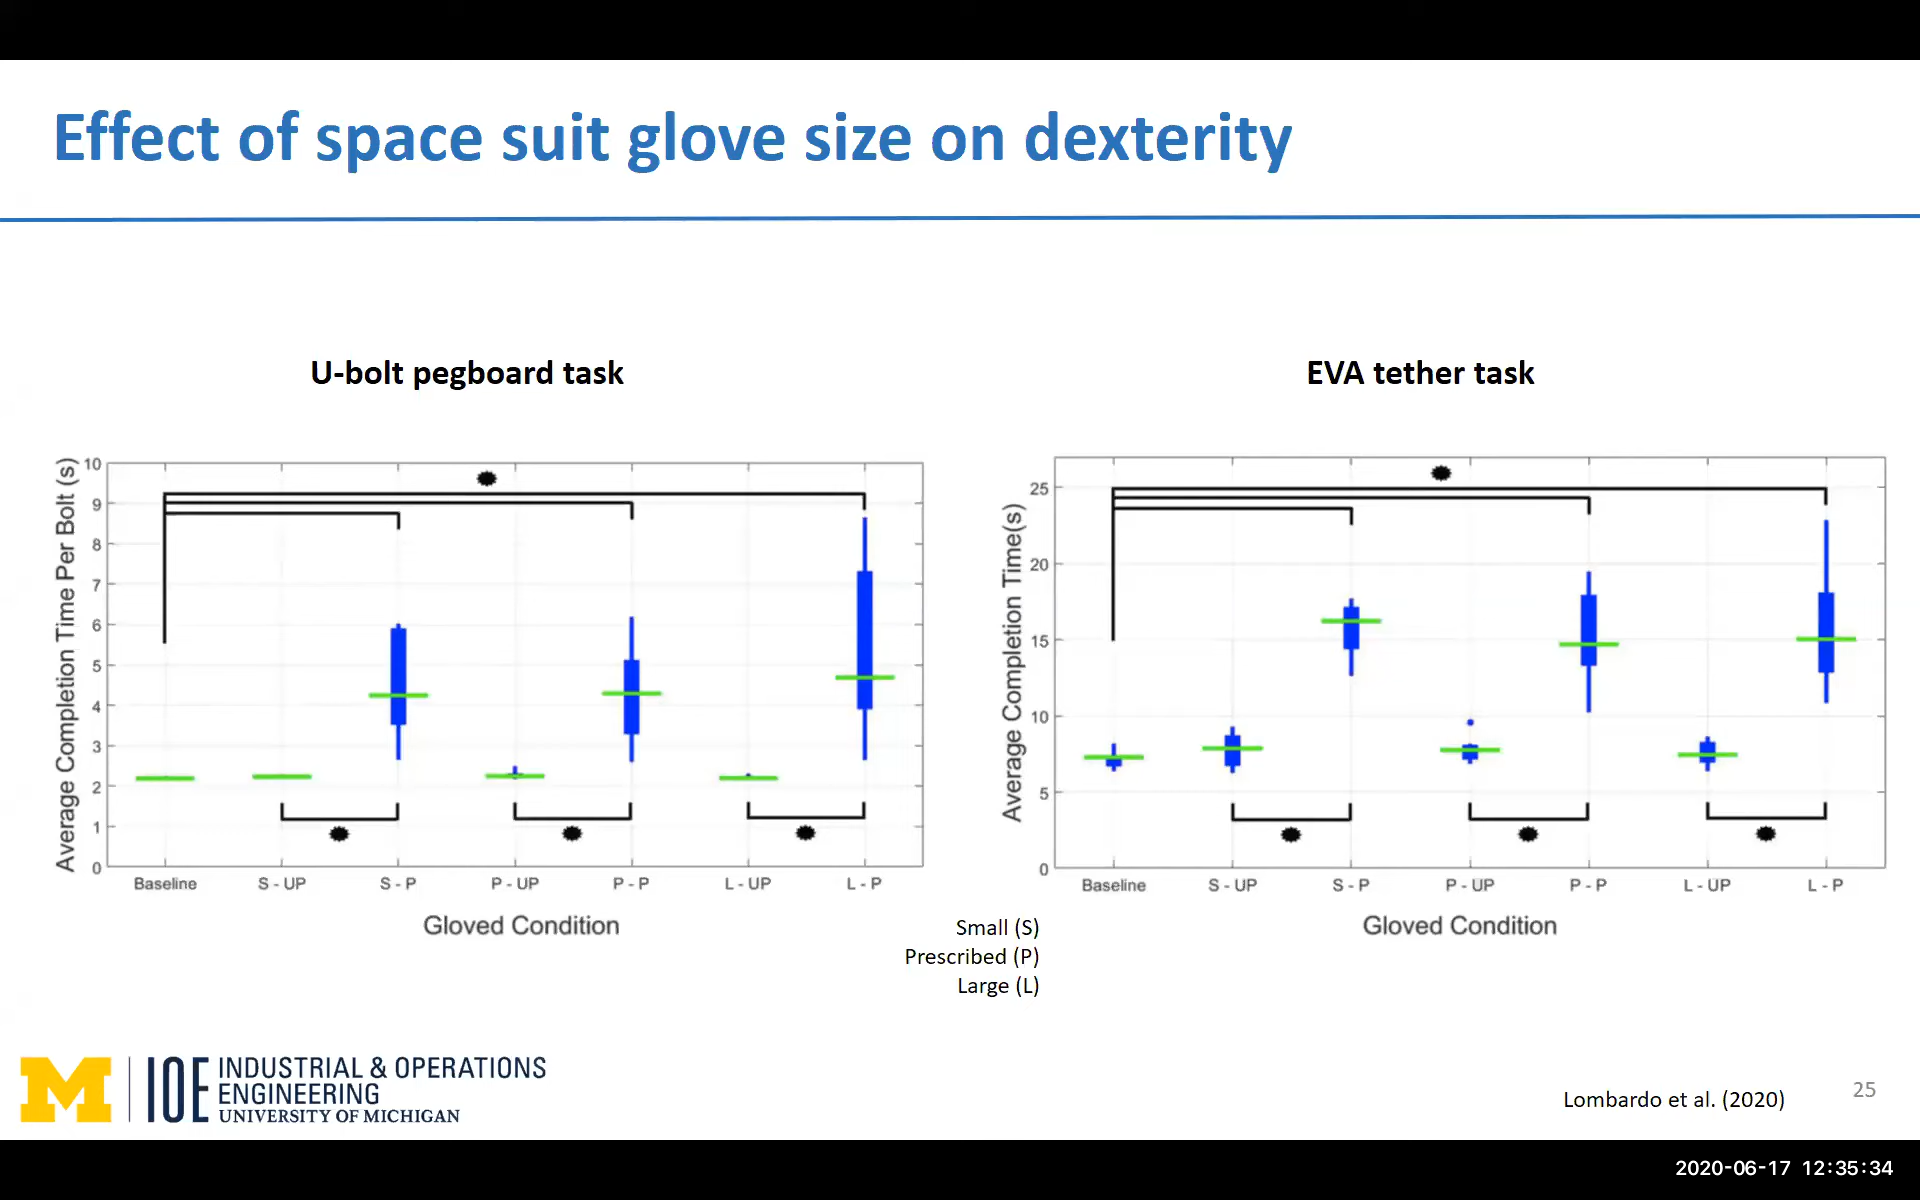 Effect of space suit glove size on dexterity
U-bolt pegboard task
Average Completion Time Per Bolt (s)
10
9
8
7
6
5
4
3
2
1
0
Baseline S - UP S - P P - UP P - P L - UP L - P
Gloved Condition
EVA tether task
Average Completion Time(s)
25
20
15
10
5
0
Baseline S - UP S - P P - UP P - P L - UP L - P
Gloved Condition
Small (S)
Prescribed (P)
Large (L)
M IOE INDUSTRIAL & OPERATIONS
ENGINEERING
UNIVERSITY OF MICHIGAN
Lombardo et al. (2020)
25
2020-06-17 12:35:34